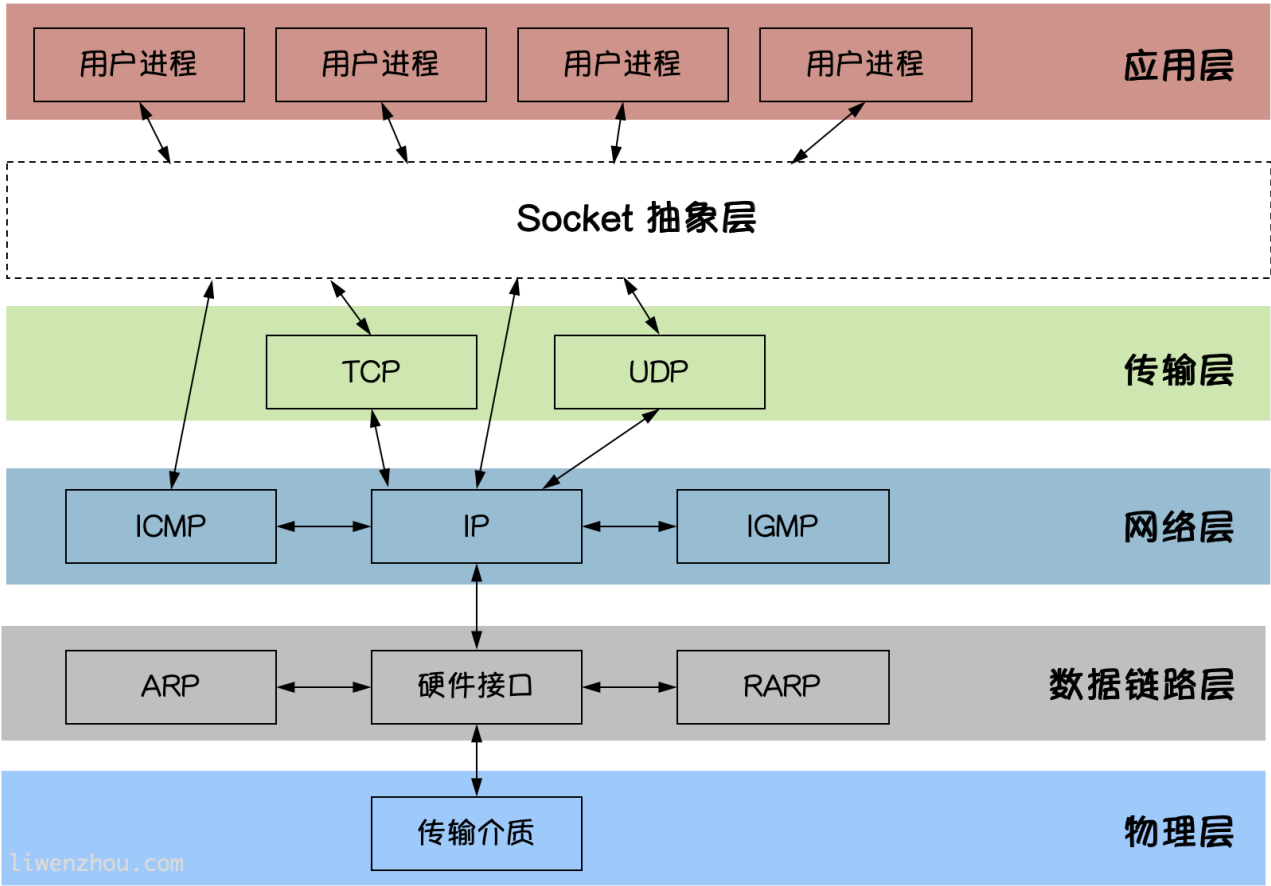 用户进程 用户进程 用户进程 用户进程 应用层
Socket 抽象层
TCP UDP 传输层
ICMP IP IGMP 网络层
ARP 硬件接口 RARP 数据链路层
传输介质 物理层
liwenzhou.com